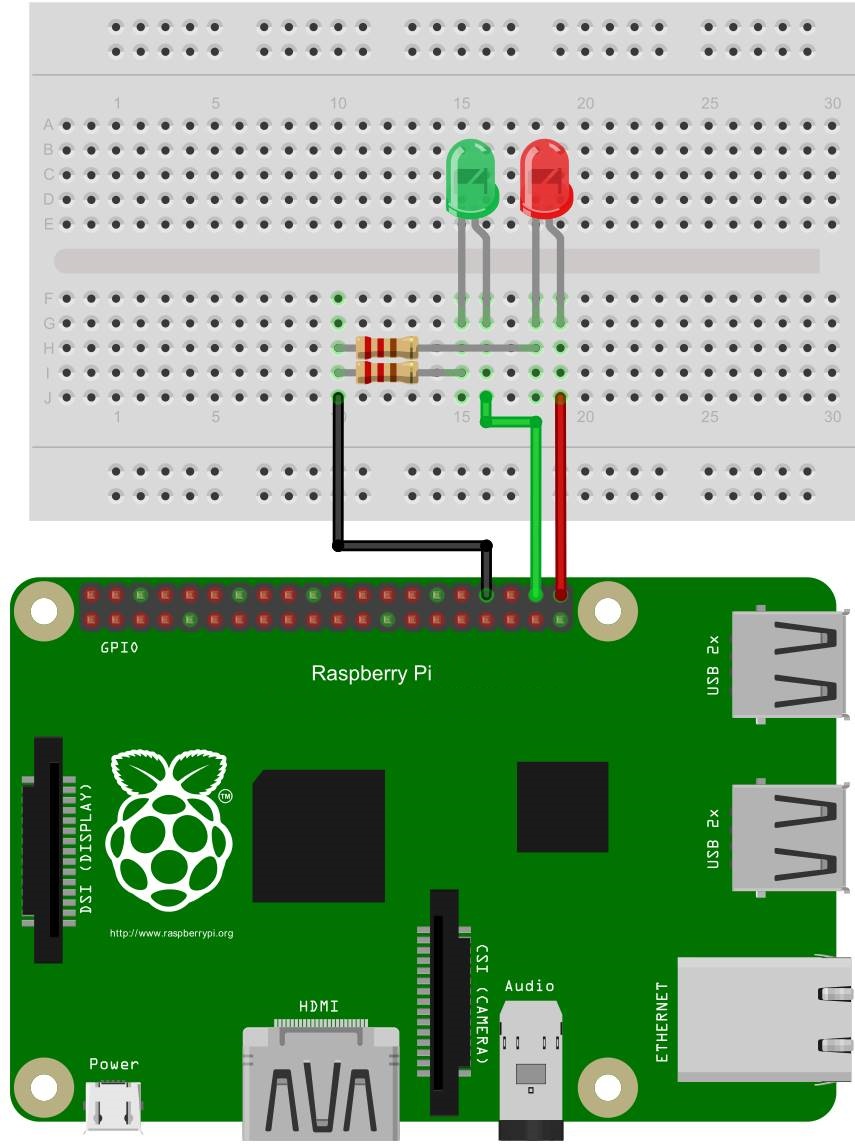 1 5 10 15 20 25 30
A
B
C
D
E
F
G
H
I
J
1 5 15 20 25 30
GPIO
Raspberry Pi
USB 2x
DSI (DISPLAY)
TM
USB 2x
http://www.raspberrypi.org
CSI (CAMERA)
Audio
ETHERNET
HDMI
Power